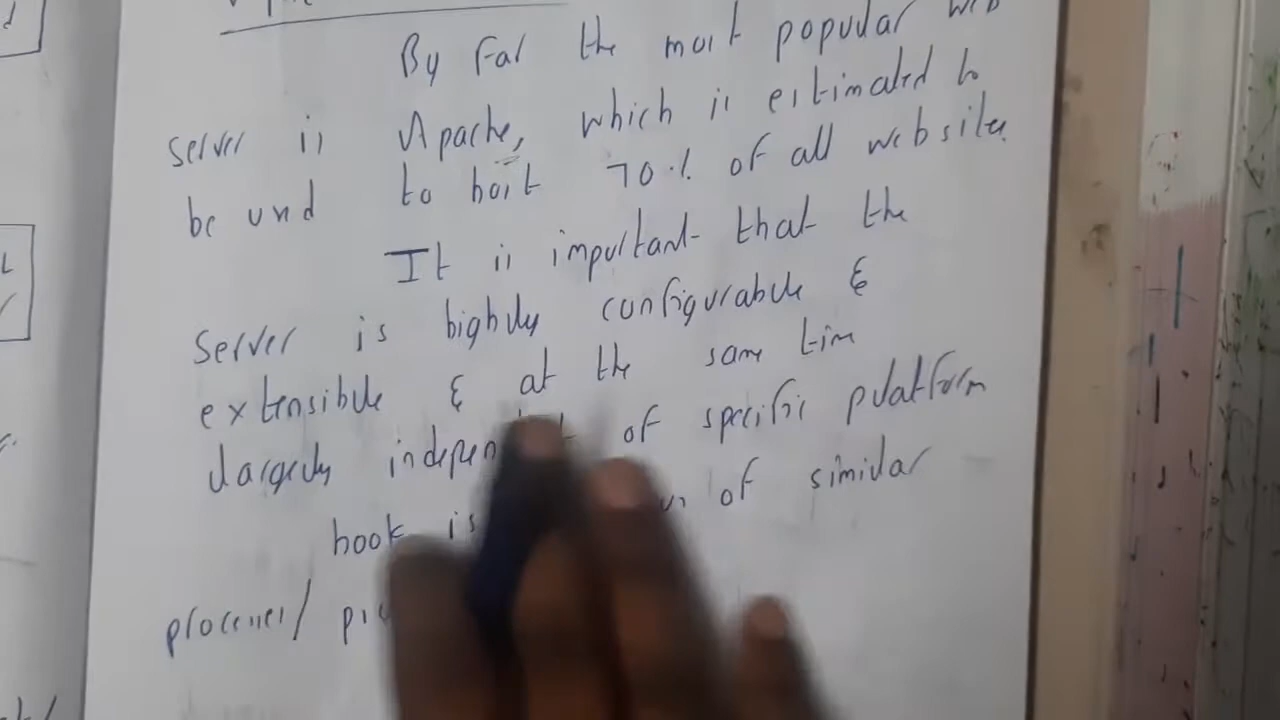 By Far the most popular web
server is Apache, which is estimated to
be used to host 70% of all websites.
It is important that the
server is highly configurable &
extensible & at the same time
largely of specific platform
hook is of similar